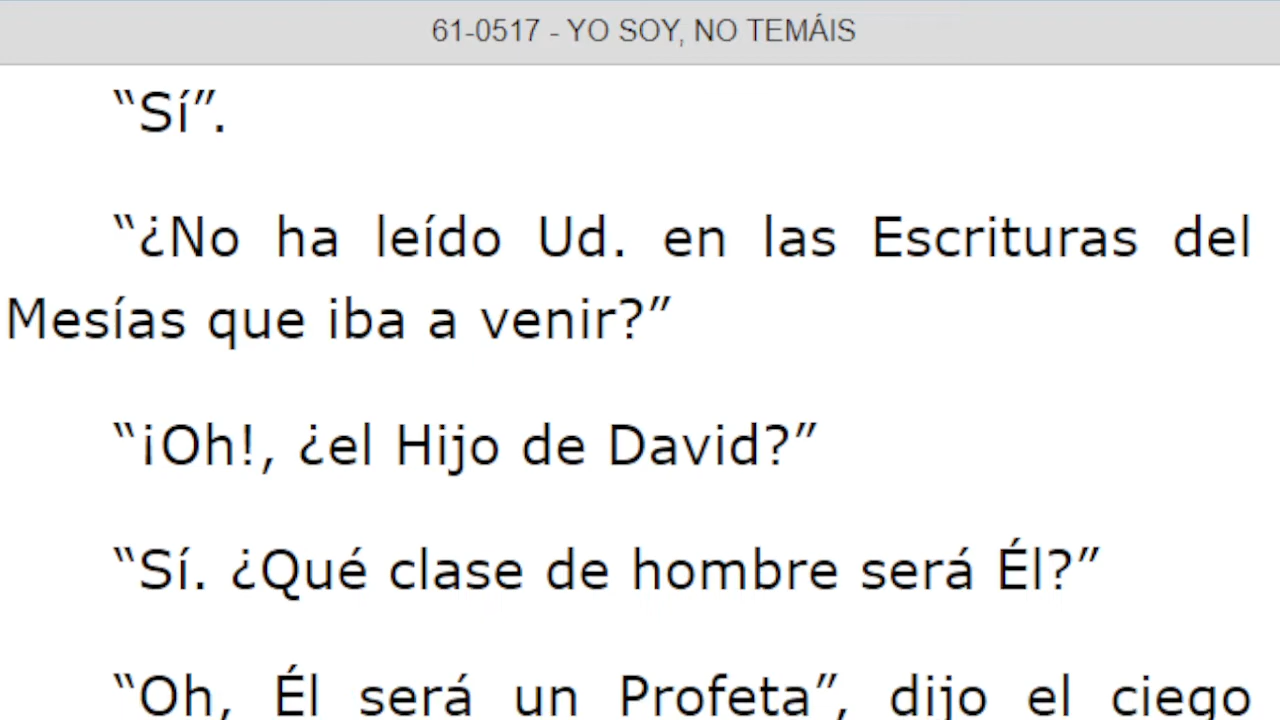 61-0517 - YO SOY, NO TEMÁIS
“Sí”.
“¿No ha leído Ud. en las Escrituras del
Mesías que iba a venir?”
“¡Oh!, ¿el Hijo de David?”
“Sí. ¿Qué clase de hombre será Él?”
“Oh, Él será un Profeta”, dijo el ciego